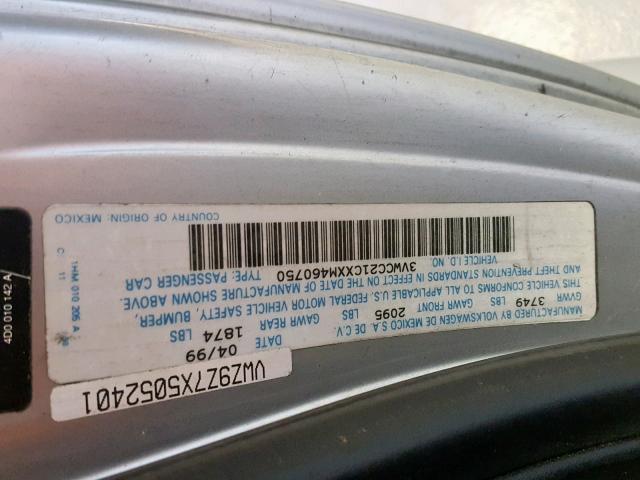 MANUFACTURED BY VOLKSWAGEN DE MEXICO S.A DE C.V.
GVWR GAWR FRONT GAWR REAR DATE
3749 LBS 2095 LBS 1874 LBS 04/99
THIS VEHICLE CONFORMS TO ALL APPLICABLE U.S. FEDERAL MOTOR VEHICLE SAFETY, BUMPER,
AND THEFT PREVENTION STANDARDS IN EFFECT ON THE DATE OF MANUFACTURE SHOWN ABOVE.
VEHICLE I.D. NO. TYPE: PASSENGER CAR
3VWCC21CXXM460750
COUNTRY OF ORIGIN: MEXICO
1HM 010 205 A
C. 11
VWZ9Z7X5052401
4D0 010 142 A